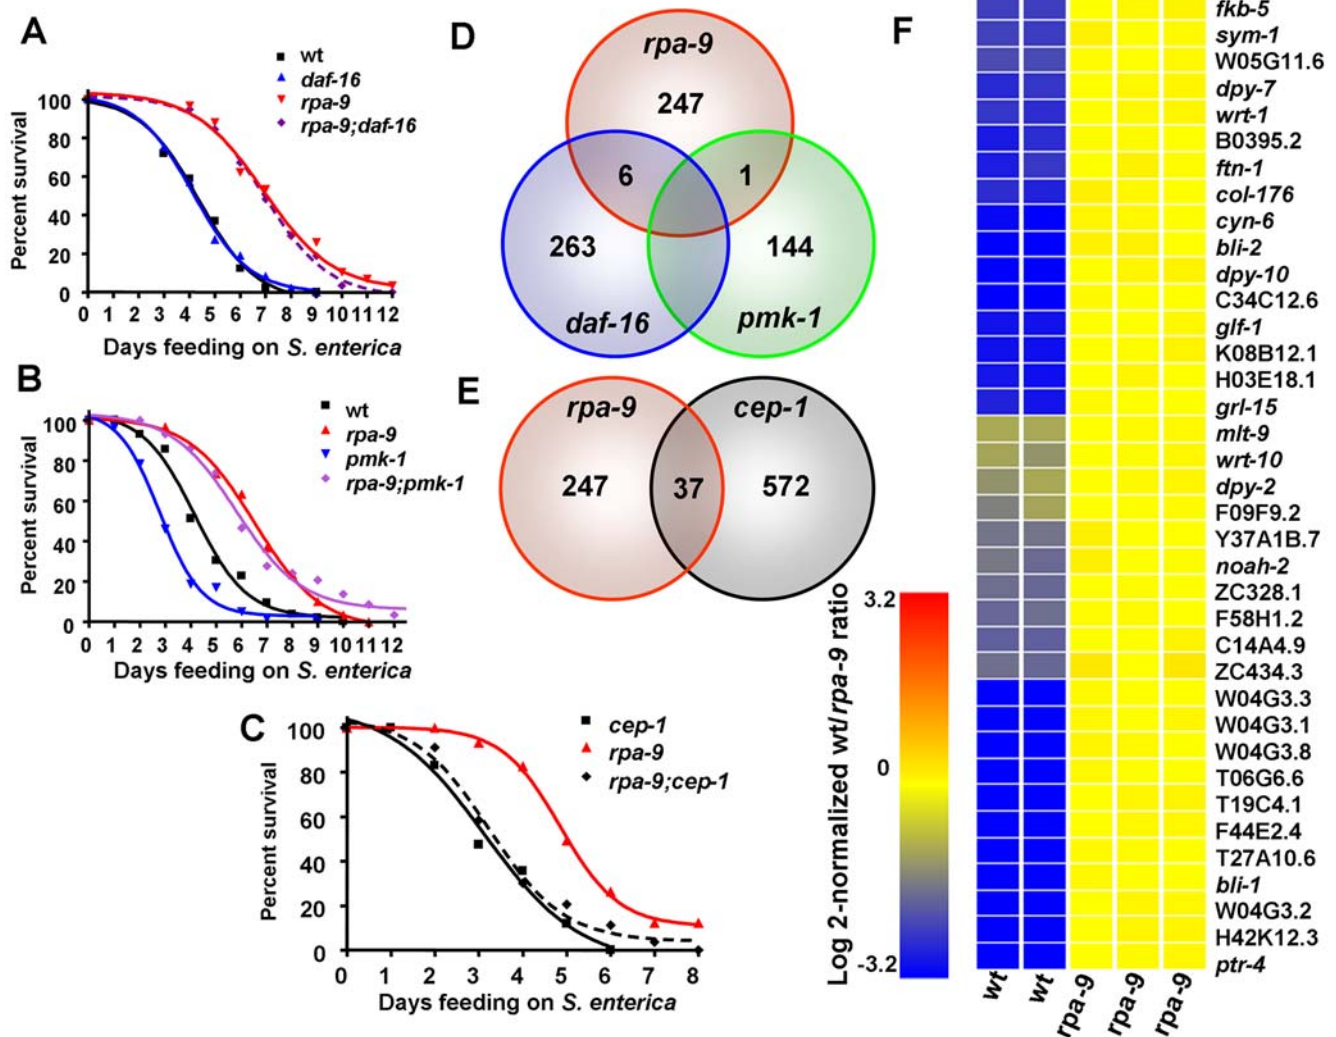 A
wt
daf-16
rpa-9
rpa-9;daf-16
Percent survival
100
80
60
40
20
0
0 1 2 3 4 5 6 7 8 9 10 11 12
Days feeding on S. enterica
B
wt
rpa-9
pmk-1
rpa-9;pmk-1
Percent survival
100
80
60
40
20
0
0 1 2 3 4 5 6 7 8 9 10 11 12
Days feeding on S. enterica
C
cep-1
rpa-9
rpa-9;cep-1
Percent survival
100
80
60
40
20
0
0 1 2 3 4 5 6 7 8
Days feeding on S. enterica
D
rpa-9
247
6
1
263
144
daf-16
pmk-1
E
rpa-9
cep-1
247
37
572
Log 2-normalized wt/rpa-9 ratio
3.2
0
-3.2
F
fkb-5
sym-1
W05G11.6
dpy-7
wrt-1
B0395.2
ftn-1
col-176
cyn-6
bli-2
dpy-10
C34C12.6
glf-1
K08B12.1
H03E18.1
grl-15
mlt-9
wrt-10
dpy-2
F09F9.2
Y37A1B.7
noah-2
ZC328.1
F58H1.2
C14A4.9
ZC434.3
W04G3.3
W04G3.1
W04G3.8
T06G6.6
T19C4.1
F44E2.4
T27A10.6
bli-1
W04G3.2
H42K12.3
ptr-4
wt
wt
rpa-9
rpa-9
rpa-9